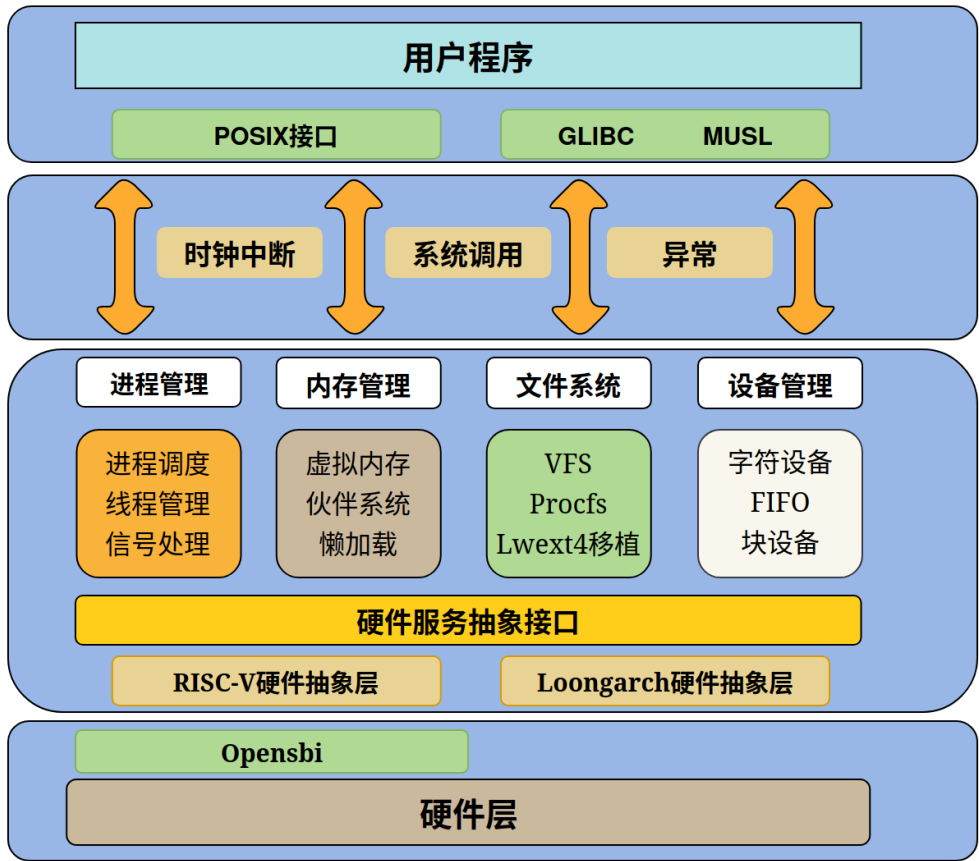 用户程序
POSIX接口
GLIBC MUSL
时钟中断
系统调用
异常
进程管理
内存管理
文件系统
设备管理
进程调度
线程管理
信号处理
虚拟内存
伙伴系统
懒加载
VFS
Procfs
Lwext4移植
字符设备
FIFO
块设备
硬件服务抽象接口
RISC-V硬件抽象层
Loongarch硬件抽象层
Opensbi
硬件层